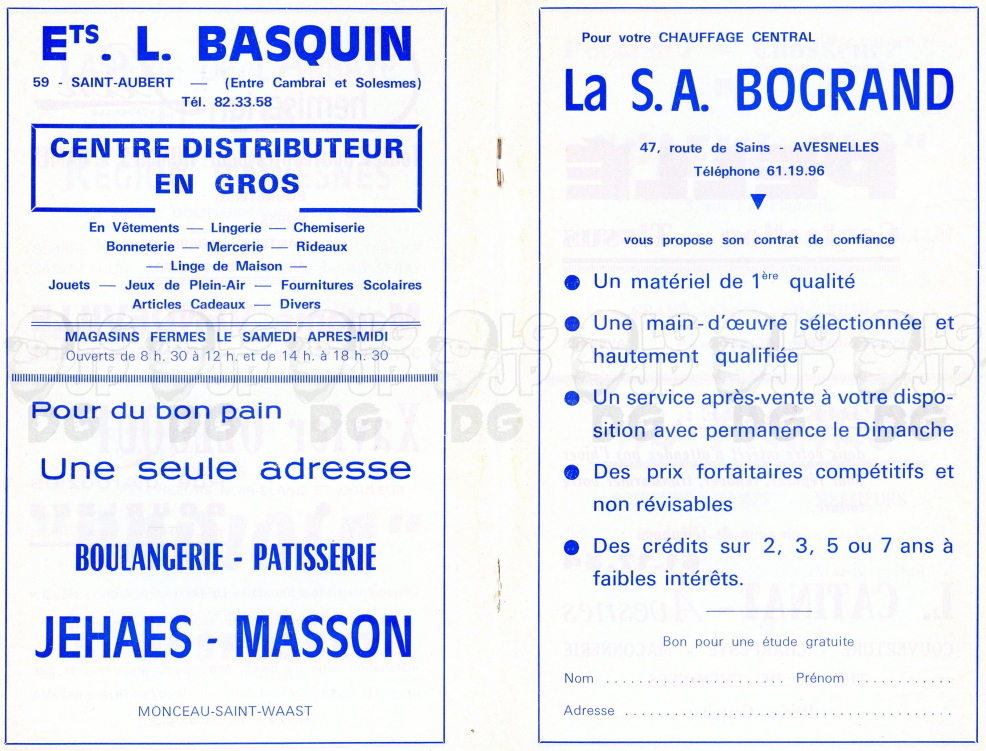 ETS. L. BASQUIN
59 - SAINT-AUBERT — (Entre Cambrai et Solesmes)
Tél. 82.33.58
CENTRE DISTRIBUTEUR
EN GROS
En Vêtements — Lingerie — Chemiserie
Bonneterie — Mercerie — Rideaux
— Linge de Maison —
Jouets — Jeux de Plein-Air — Fournitures Scolaires
Articles Cadeaux — Divers
MAGASINS FERMES LE SAMEDI APRES-MIDI
Ouverts de 8 h. 30 à 12 h. et de 14 h. à 18 h. 30
Pour du bon pain
Une seule adresse
BOULANGERIE - PATISSERIE
JEHAES - MASSON
MONCEAU-SAINT-WAAST
Pour votre CHAUFFAGE CENTRAL
La S.A. BOGRAND
47, route de Sains - AVESNELLES
Téléphone 61.19.96
vous propose son contrat de confiance
● Un matériel de 1ère qualité
● Une main-d'œuvre sélectionnée et
hautement qualifiée
● Un service après-vente à votre dispo-
sition avec permanence le Dimanche
● Des prix forfaitaires compétitifs et
non révisables
● Des crédits sur 2, 3, 5 ou 7 ans à
faibles intérêts.
Bon pour une étude gratuite
Nom ...................... Prénom ............
Adresse ..........................................